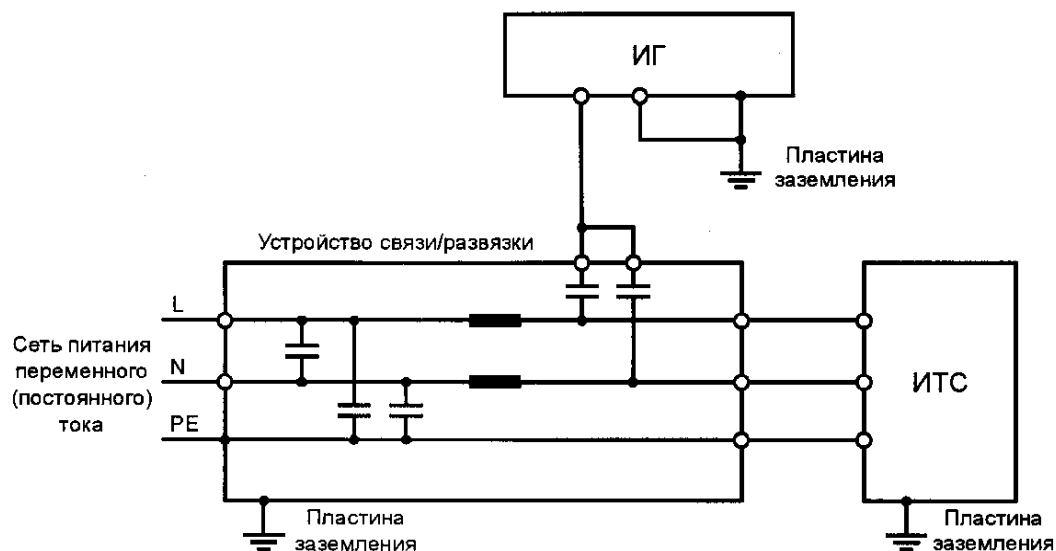 ИГ
Пластина
заземления
Устройство связи/развязки
L
Сеть питания
переменного
(постоянного)
тока
N
PE
ИТС
Пластина
заземления
Пластина
заземления